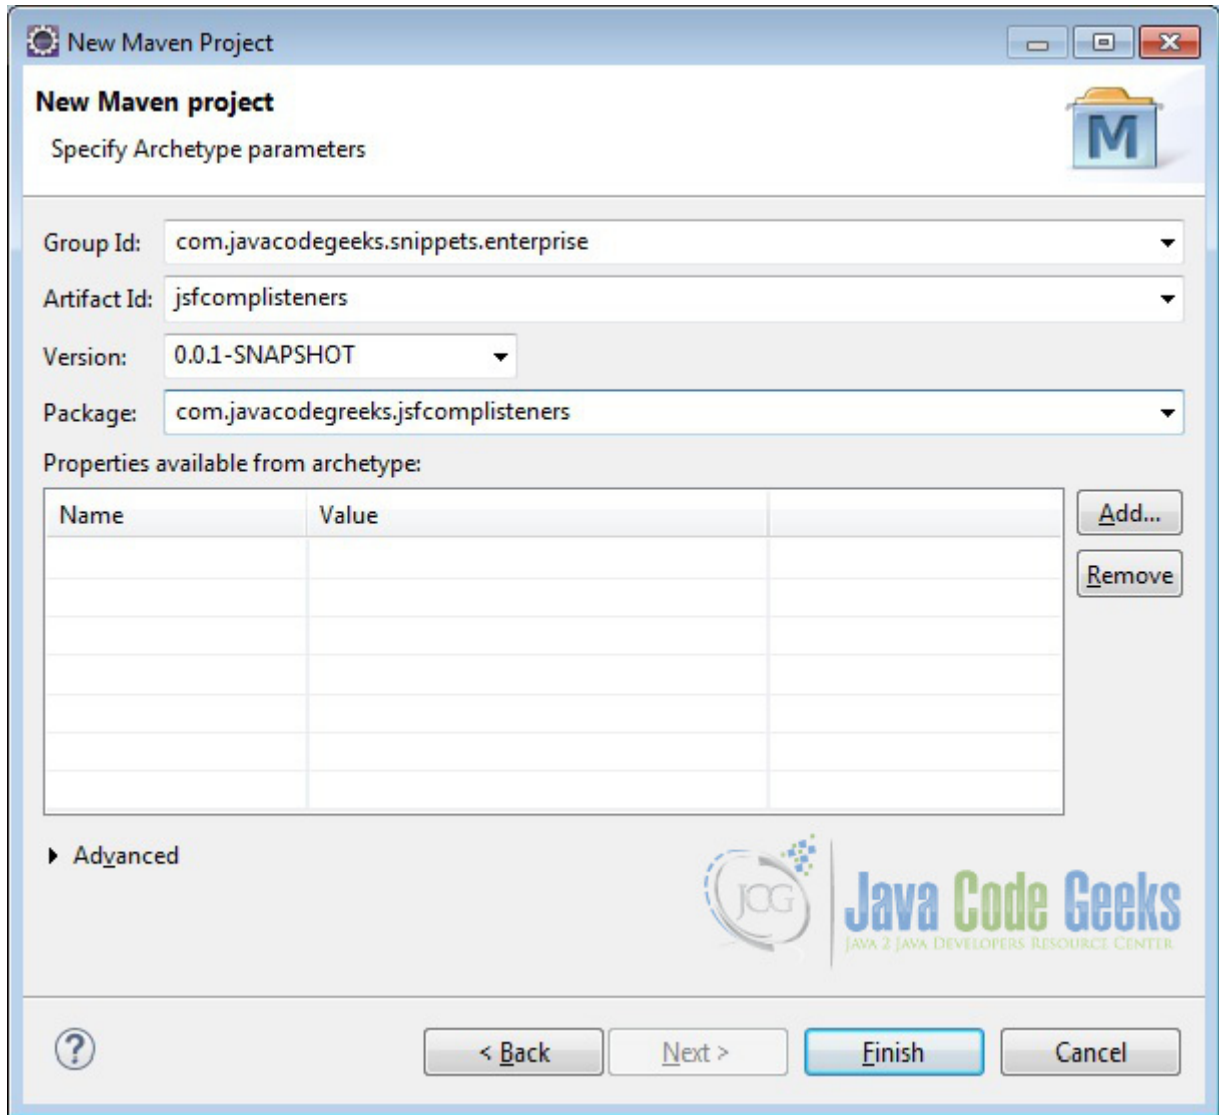 New Maven Project
New Maven project
Specify Archetype parameters
M
Group Id: com.javacodegeeks.snippets.enterprise
Artifact Id: jsfcomplisteners
Version: 0.0.1-SNAPSHOT
Package: com.javacodegreeks.jsfcomplisteners
Properties available from archetype:
Name Value
Add...
Remove
Advanced
JCG
Java Code Geeks
JAVA 2 JAVA DEVELOPERS RESOURCE CENTER
?
< Back Next > Finish Cancel